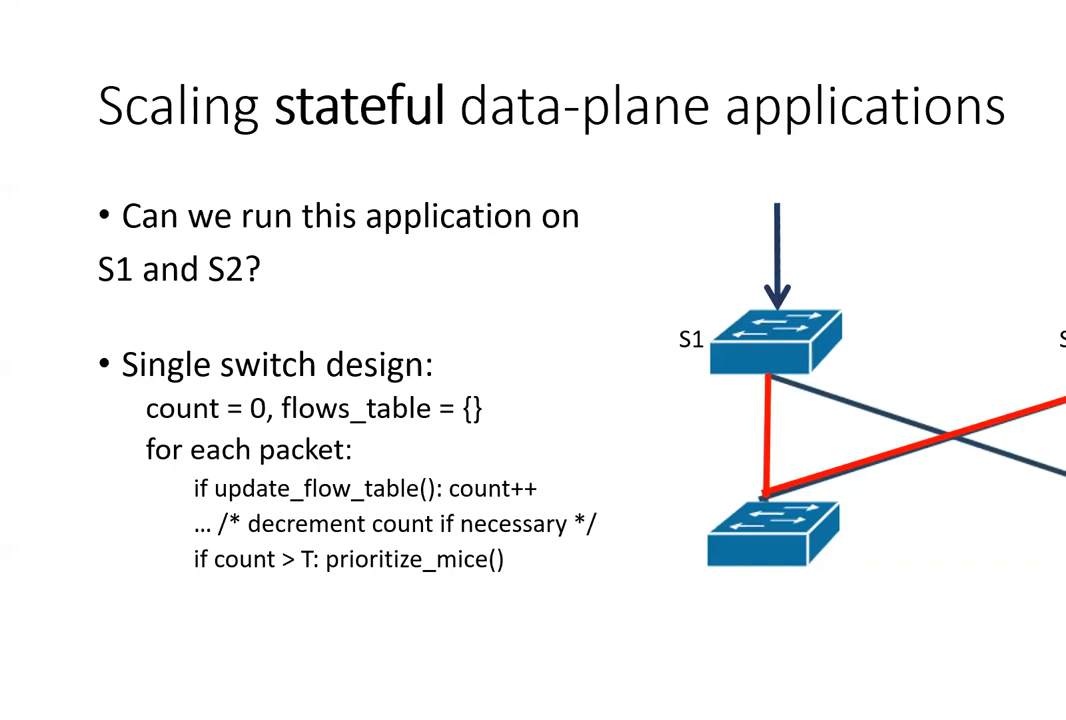 Scaling stateful data-plane applications
• Can we run this application on
S1 and S2?
• Single switch design:
count = 0, flows_table = {}
for each packet:
if update_flow_table(): count++
… /* decrement count if necessary */
if count > T: prioritize_mice()
S1
S